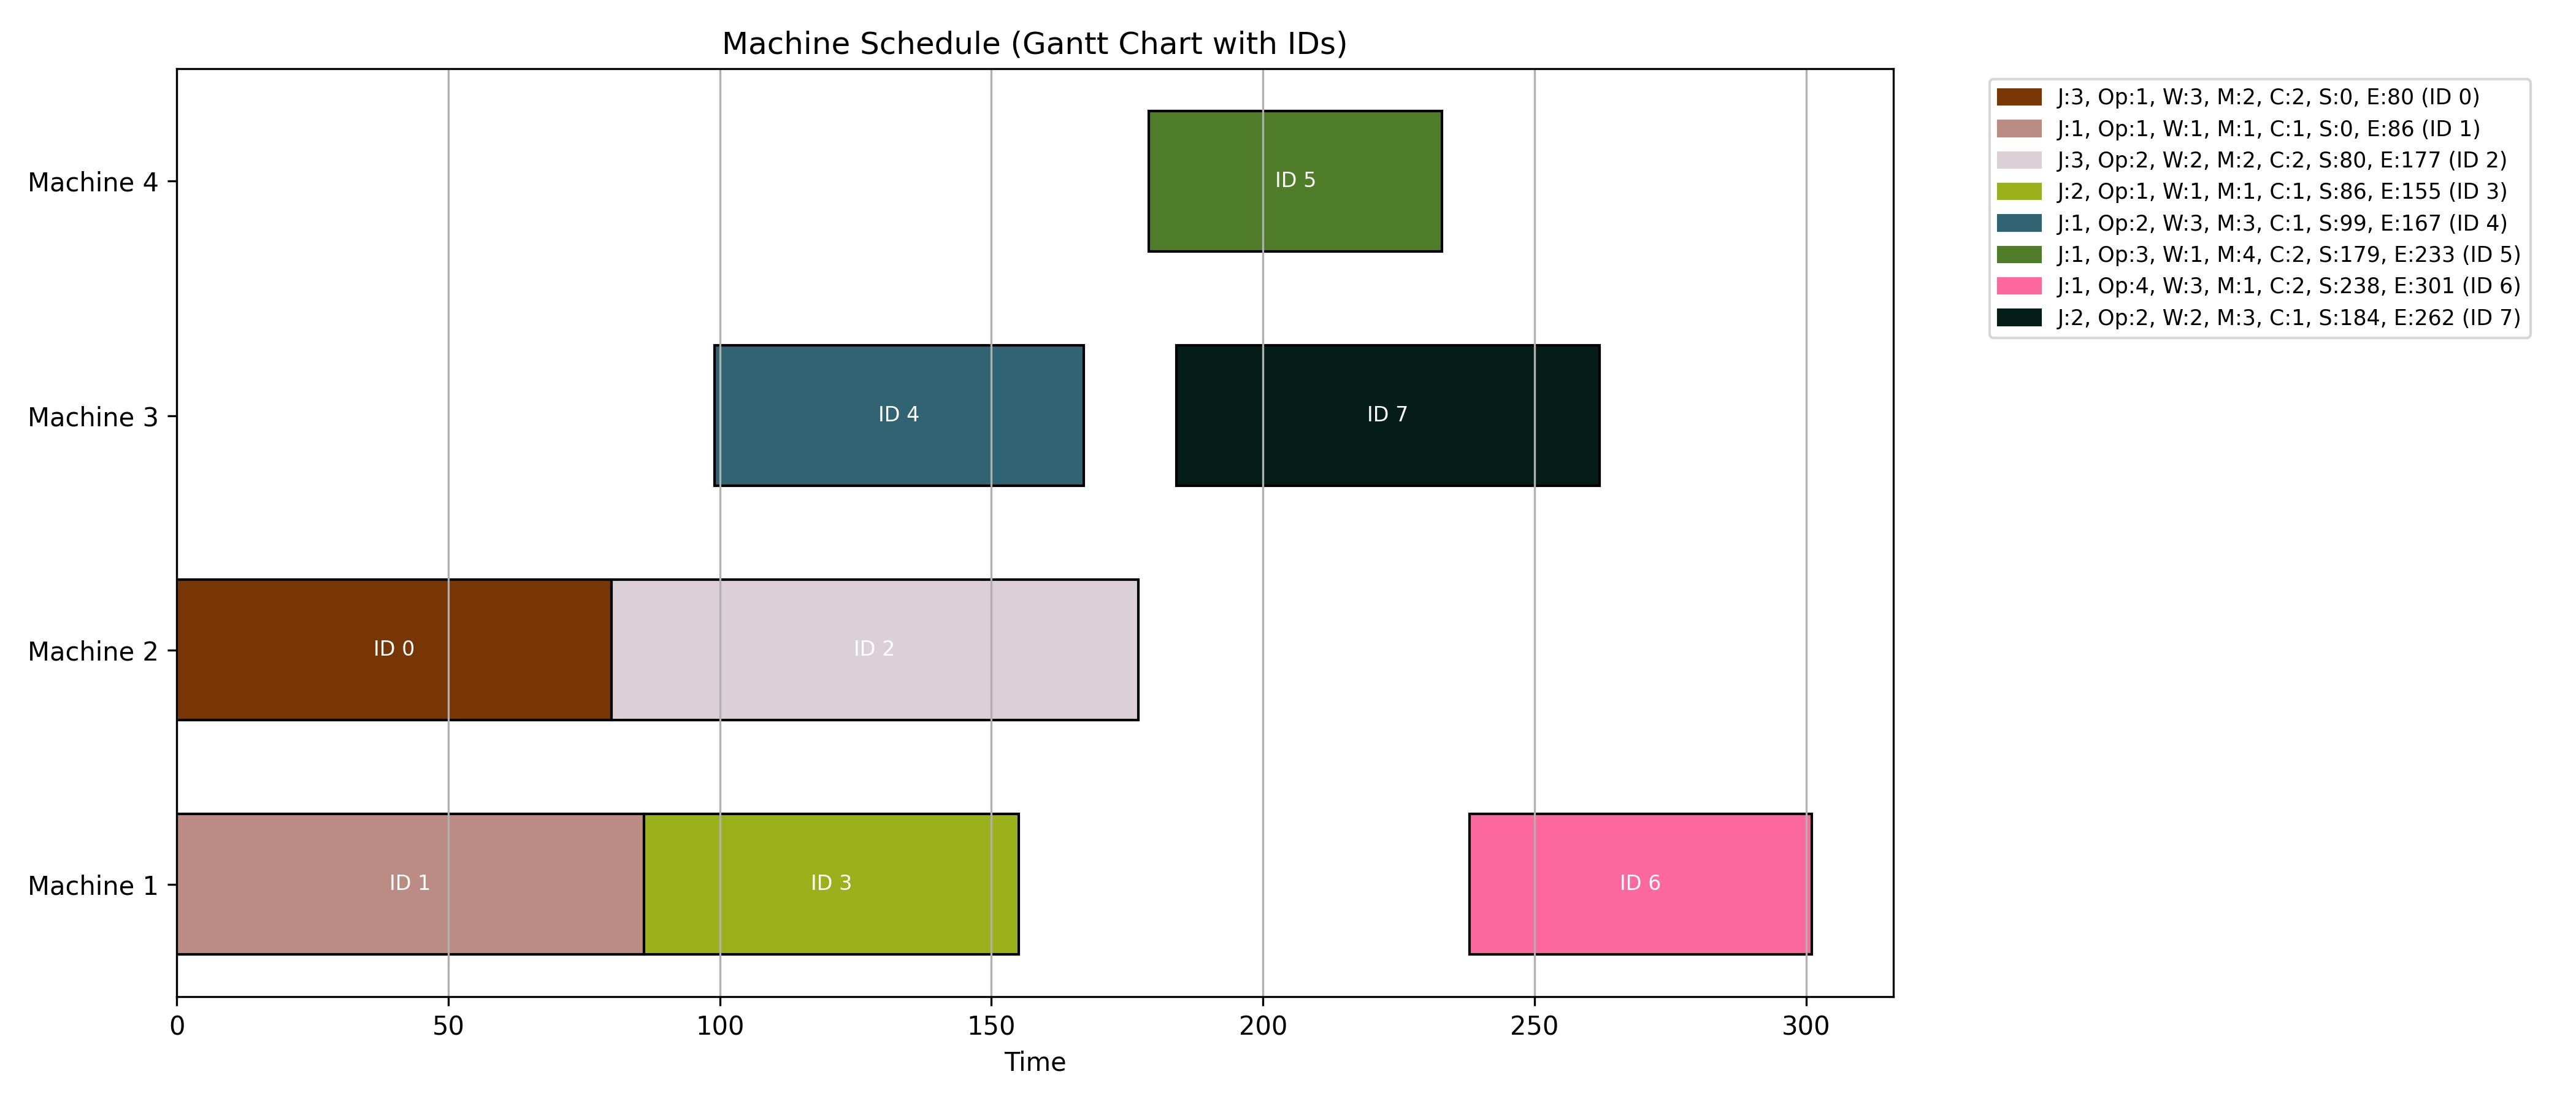 Machine Schedule (Gantt Chart with IDs)
Machine 4
Machine 3
Machine 2
Machine 1
ID 5
ID 4
ID 7
ID 0
ID 2
ID 1
ID 3
ID 6
0
50
100
150
200
250
300
Time
J:3, Op:1, W:3, M:2, C:2, S:0, E:80 (ID 0)
J:1, Op:1, W:1, M:1, C:1, S:0, E:86 (ID 1)
J:3, Op:2, W:2, M:2, C:2, S:80, E:177 (ID 2)
J:2, Op:1, W:1, M:1, C:1, S:86, E:155 (ID 3)
J:1, Op:2, W:3, M:3, C:1, S:99, E:167 (ID 4)
J:1, Op:3, W:1, M:4, C:2, S:179, E:233 (ID 5)
J:1, Op:4, W:3, M:1, C:2, S:238, E:301 (ID 6)
J:2, Op:2, W:2, M:3, C:1, S:184, E:262 (ID 7)